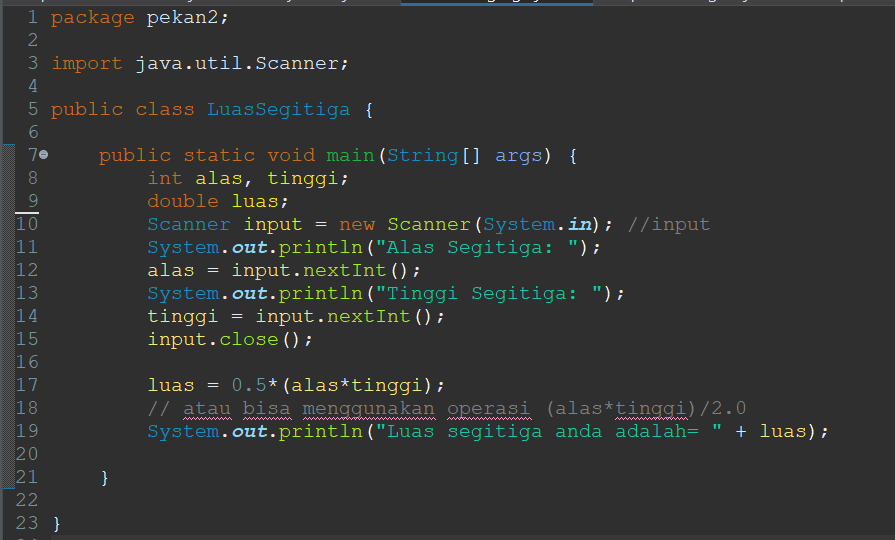 1 package pekan2;
2
3 import java.util.Scanner;
4
5 public class LuasSegitiga {
6
7 public static void main(String[] args) {
8 int alas, tinggi;
9 double luas;
10 Scanner input = new Scanner(System.in); //input
11 System.out.println("Alas Segitiga: ");
12 alas = input.nextInt();
13 System.out.println("Tinggi Segitiga: ");
14 tinggi = input.nextInt();
15 input.close();
16
17 luas = 0.5*(alas*tinggi);
18 // atau bisa menggunakan operasi (alas*tinggi)/2.0
19 System.out.println("Luas segitiga anda adalah= " + luas);
20
21 }
22
23 }